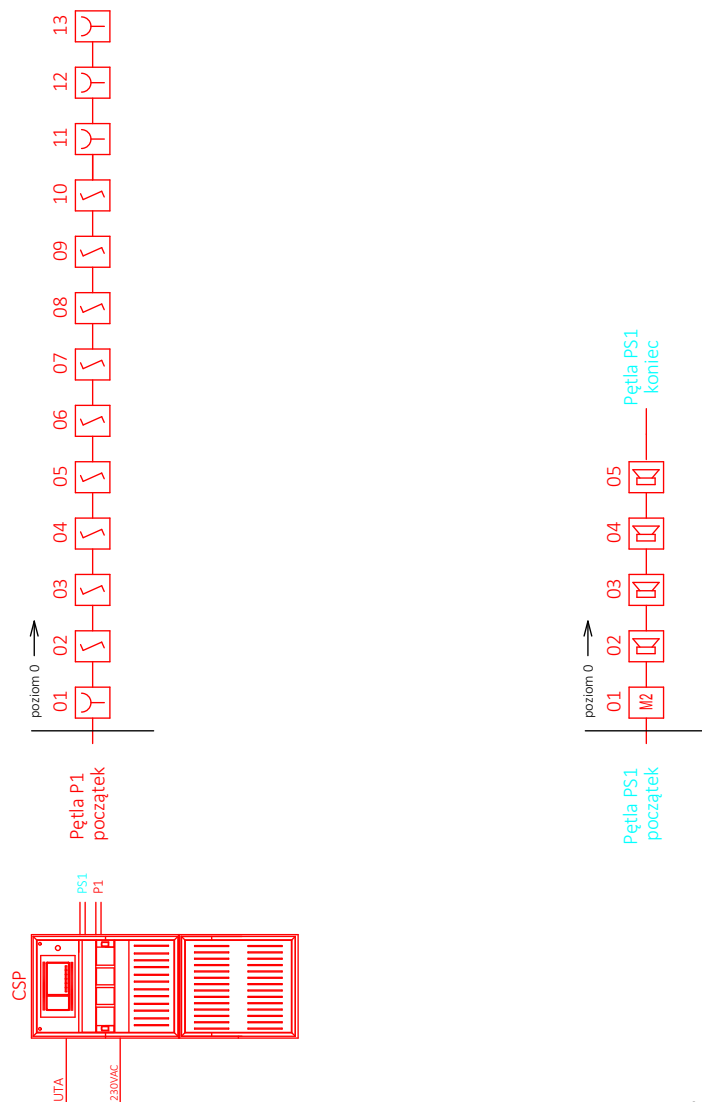 13
12
11
10
09
08
07
06
05
04
03
02
01
poziom 0
Pętla P1
początek
PS1
P1
CSP
UTA
230VAC
Pętla PS1
koniec
05
04
03
02
01
M2
poziom 0
Pętla PS1
początek